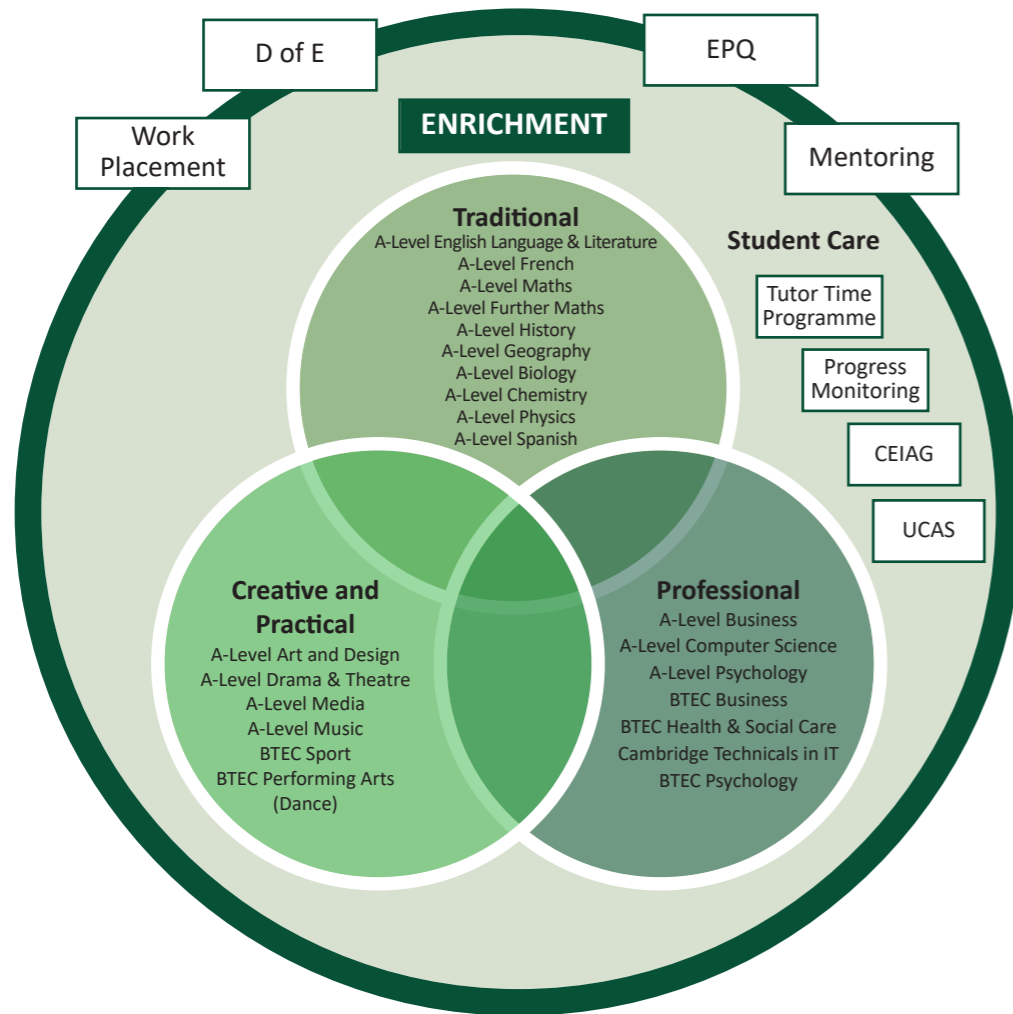 D of E
EPQ
ENRICHMENT
Work
Placement
Mentoring
Traditional
A-Level English Language & Literature
A-Level French
A-Level Maths
A-Level Further Maths
A-Level History
A-Level Geography
A-Level Biology
A-Level Chemistry
A-Level Physics
A-Level Spanish
Student Care
Tutor Time
Programme
Progress
Monitoring
CEIAG
UCAS
Creative and
Practical
A-Level Art and Design
A-Level Drama & Theatre
A-Level Media
A-Level Music
BTEC Sport
BTEC Performing Arts
(Dance)
Professional
A-Level Business
A-Level Computer Science
A-Level Psychology
BTEC Business
BTEC Health & Social Care
Cambridge Technicals in IT
BTEC Psychology